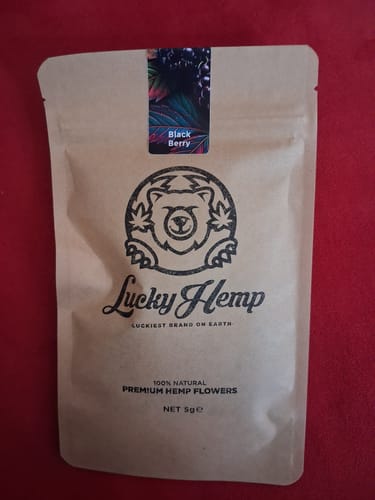 Black
Berry
Lucky Hemp
LUCKIEST BRAND ON EARTH
100% NATURAL
PREMIUM HEMP FLOWERS
NET 5g℮